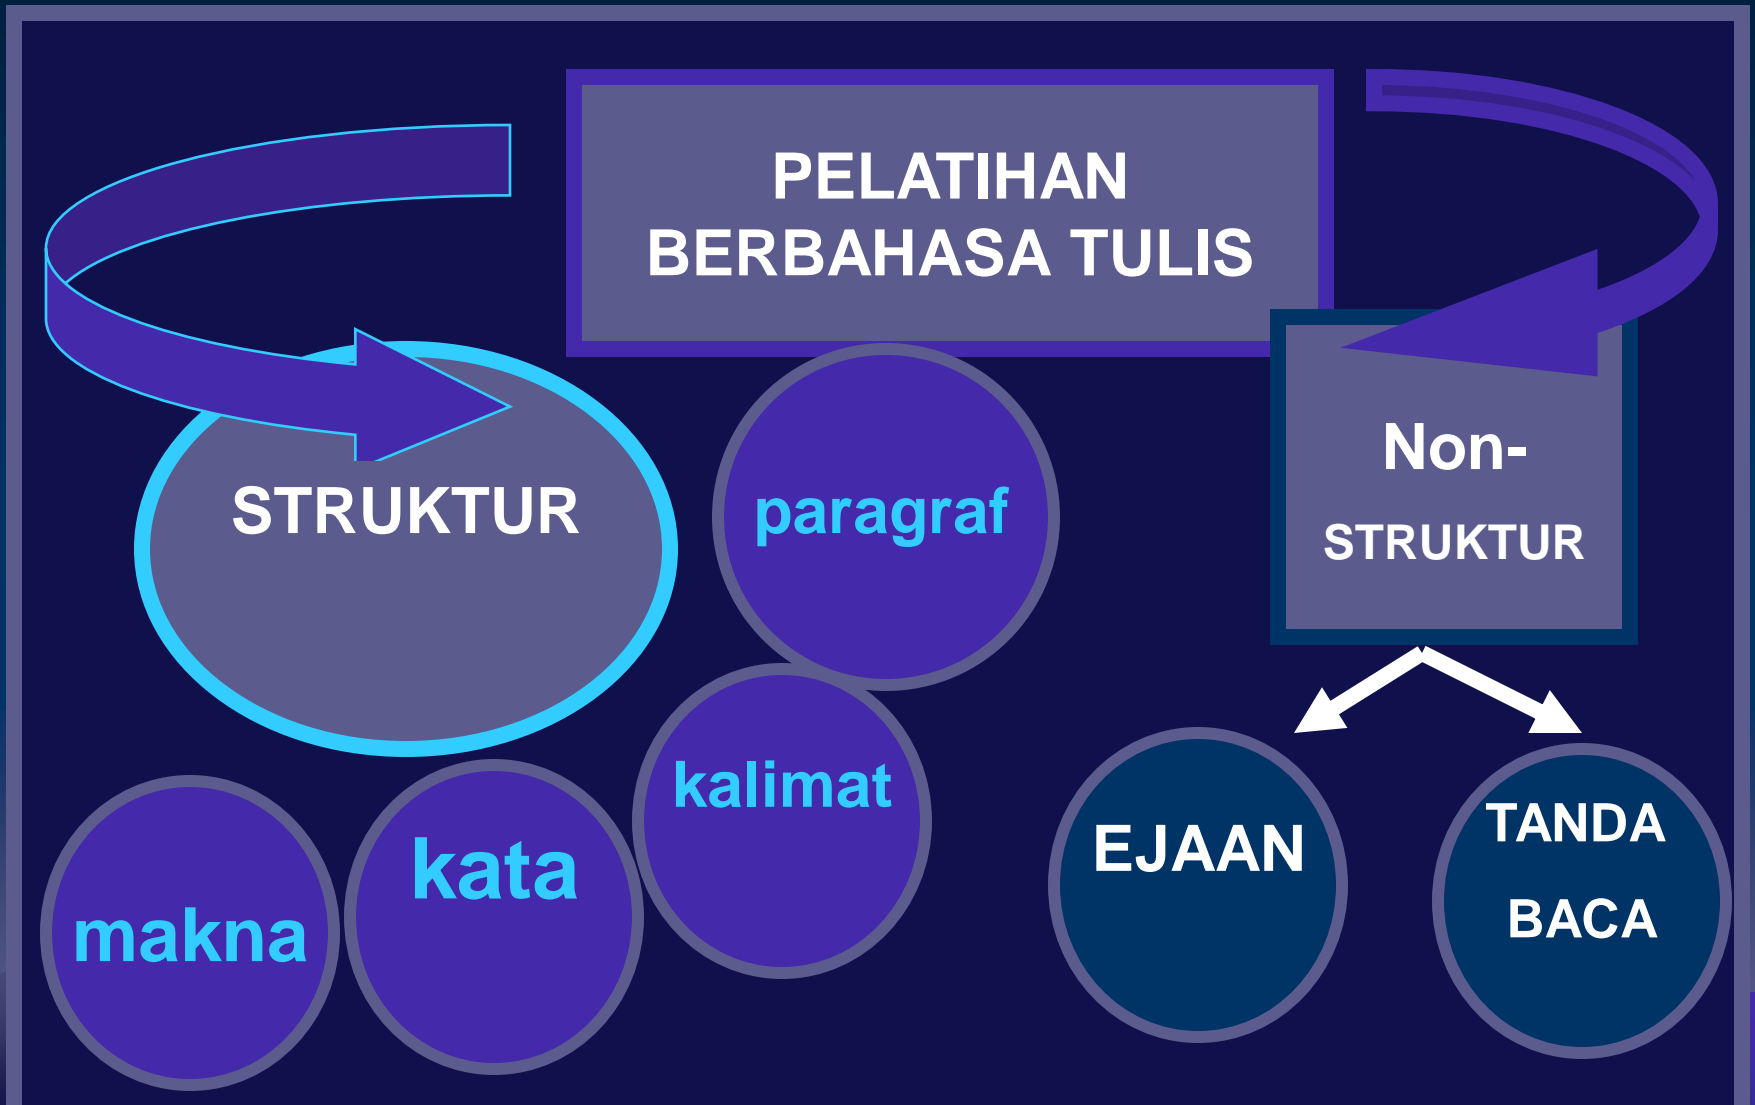 PELATIHAN
BERBAHASA TULIS
STRUKTUR
paragraf
Non-
STRUKTUR
kalimat
kata
makna
EJAAN
TANDA
BACA